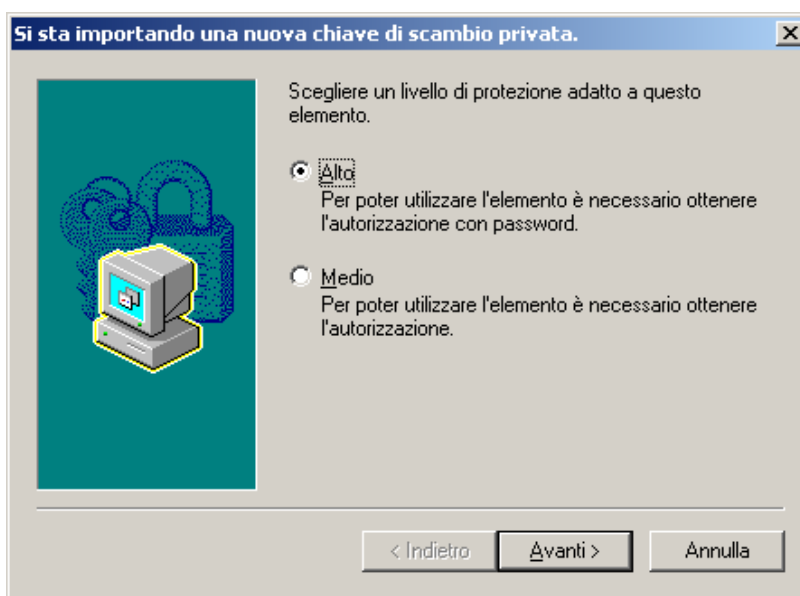 Si sta importando una nuova chiave di scambio privata.
Scegliere un livello di protezione adatto a questo
elemento.
Alto
Per poter utilizzare l'elemento è necessario ottenere
l'autorizzazione con password.
Medio
Per poter utilizzare l'elemento è necessario ottenere
l'autorizzazione.
< Indietro Avanti > Annulla